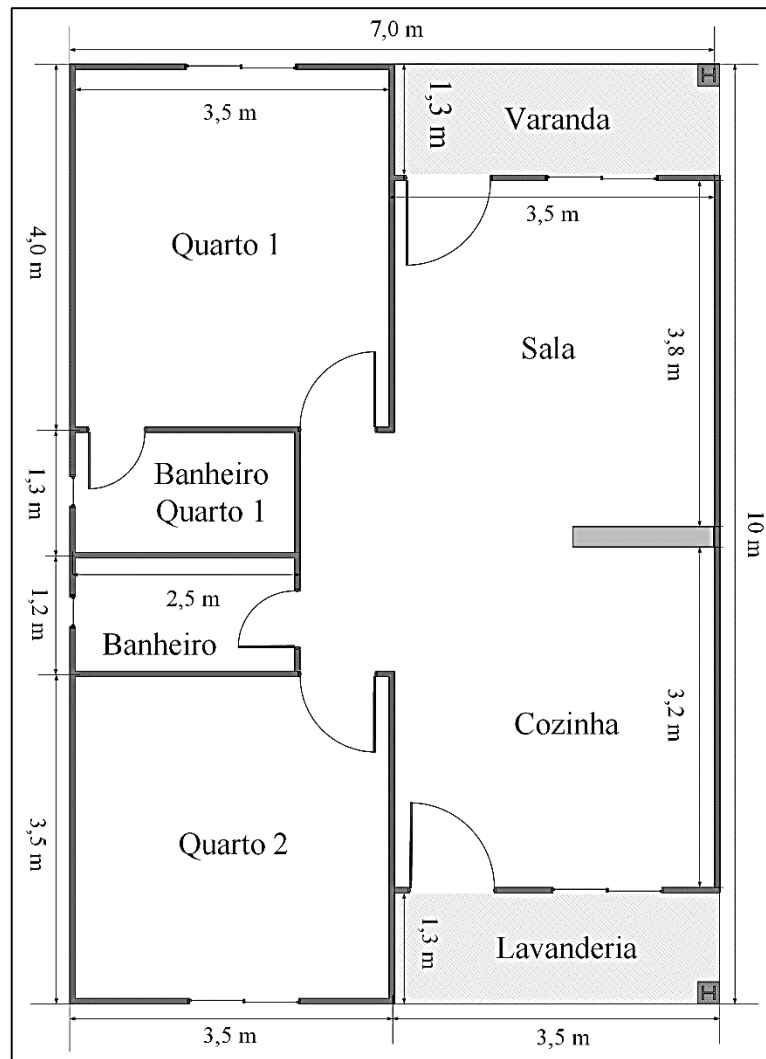 7,0 m
3,5 m
1,3 m
Varanda
3,5 m
4,0 m
Quarto 1
Sala
3,8 m
Banheiro
Quarto 1
1,3 m
10 m
2,5 m
1,2 m
Banheiro
Cozinha
3,2 m
Quarto 2
3,5 m
1,3 m
Lavanderia
3,5 m
3,5 m